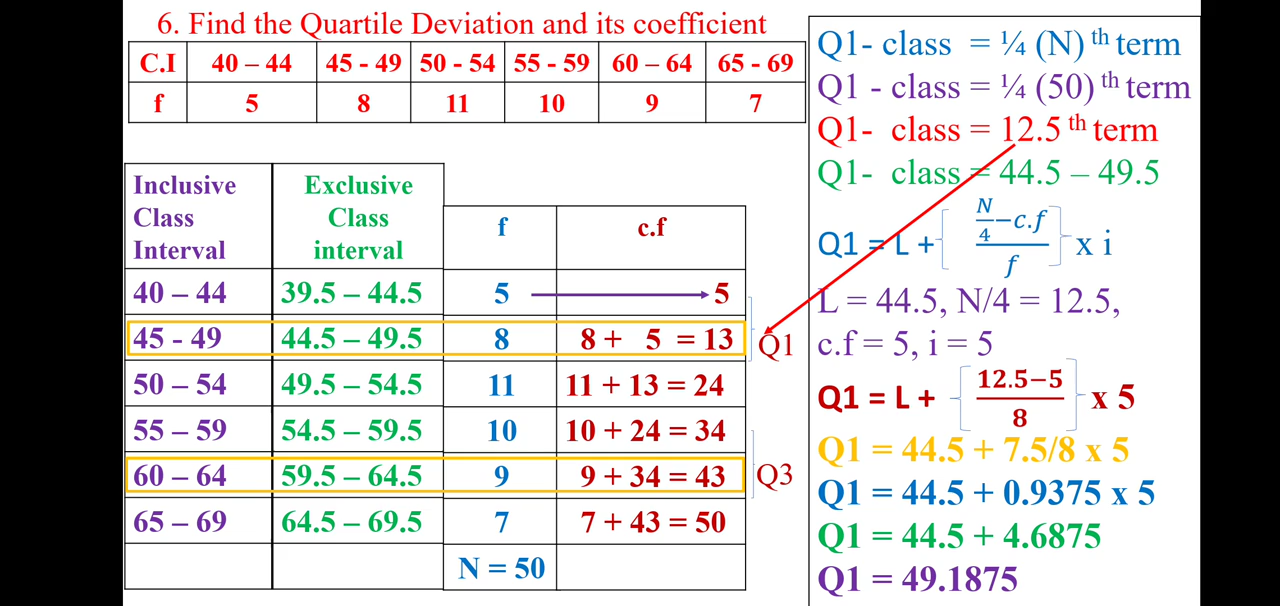 6. Find the Quartile Deviation and its coefficient
C.I 40 – 44 45 - 49 50 - 54 55 - 59 60 – 64 65 - 69
f 5 8 11 10 9 7
Inclusive Class Interval Exclusive Class interval f c.f
40 – 44 39.5 – 44.5 5 5
45 - 49 44.5 – 49.5 8 8 + 5 = 13 Q1
50 – 54 49.5 – 54.5 11 11 + 13 = 24
55 – 59 54.5 – 59.5 10 10 + 24 = 34
60 – 64 59.5 – 64.5 9 9 + 34 = 43 Q3
65 – 69 64.5 – 69.5 7 7 + 43 = 50
N = 50
Q1- class = ¼ (N) th term
Q1 - class = ¼ (50) th term
Q1- class = 12.5 th term
Q1- class = 44.5 – 49.5
Q1 = L + [ (N/4 − c.f) / f ] x i
L = 44.5, N/4 = 12.5,
c.f = 5, i = 5
Q1 = L + [ (12.5−5) / 8 ] x 5
Q1 = 44.5 + 7.5/8 x 5
Q1 = 44.5 + 0.9375 x 5
Q1 = 44.5 + 4.6875
Q1 = 49.1875